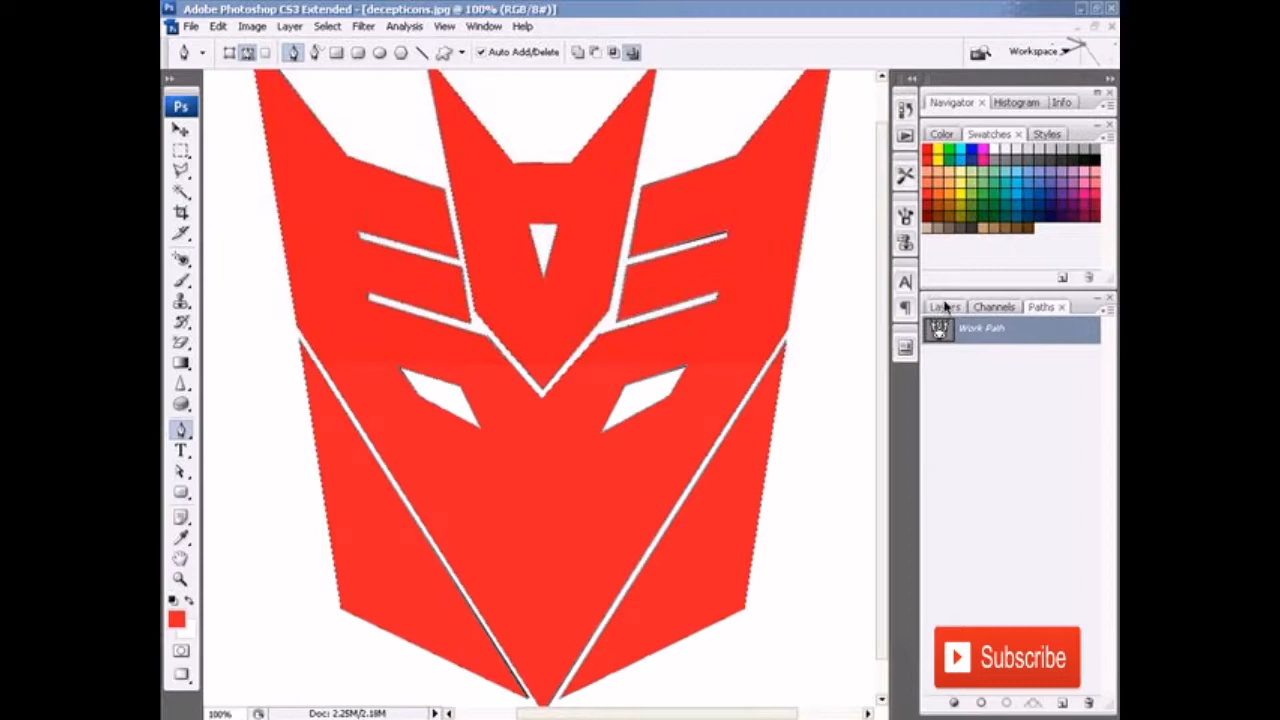 Adobe Photoshop CS3 Extended - [decepticons.jpg @ 100% (RGB/8#)]
File Edit Image Layer Select Filter Analysis View Window Help
Auto Add/Delete
Workspace
Ps
Navigator Histogram Info
Color Swatches Styles
Layers Channels Paths
Work Path
Subscribe
100% Doc: 2.25M/2.18M